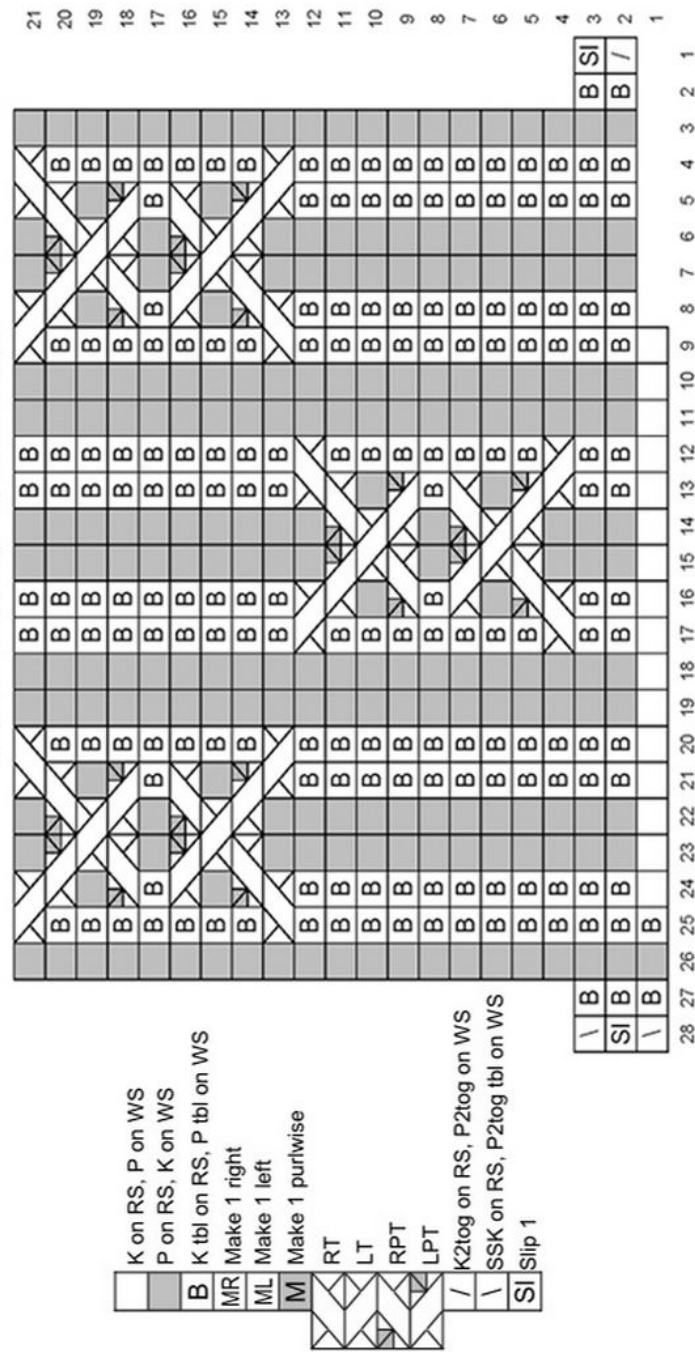 K on RS, P on WS
P on RS, K on WS
B K tbl on RS, P tbl on WS
MR Make 1 right
ML Make 1 left
M Make 1 purlwise
RT
LT
RPT
LPT
/ K2tog on RS, P2tog on WS
\ SSK on RS, P2tog tbl on WS
Sl Slip 1
B B B B 21
B B B B B B B B 20
B B B B B B B B 19
B B B B B B B B 18
B B B B B B B B B B B B 17
B B B B B B B B 16
B B B B B B B B 15
B B B B B B B B 14
B B B B 13
B B B B B B B B 12
B B B B B B B B B B 11
B B B B B B B B B B 10
B B B B B B B B B B 9
B B B B B B B B B B B B 8
B B B B B B B B B B 7
B B B B B B B B B B 6
B B B B B B B B B B 5
B B B B B B B B 4
\ B B B B B B B B B B B B B B Sl 3
Sl B B B B B B B B B B B B B B / 2
\ B B 1
28 27 26 25 24 23 22 21 20 19 18 17 16 15 14 13 12 11 10 9 8 7 6 5 4 3 2 1